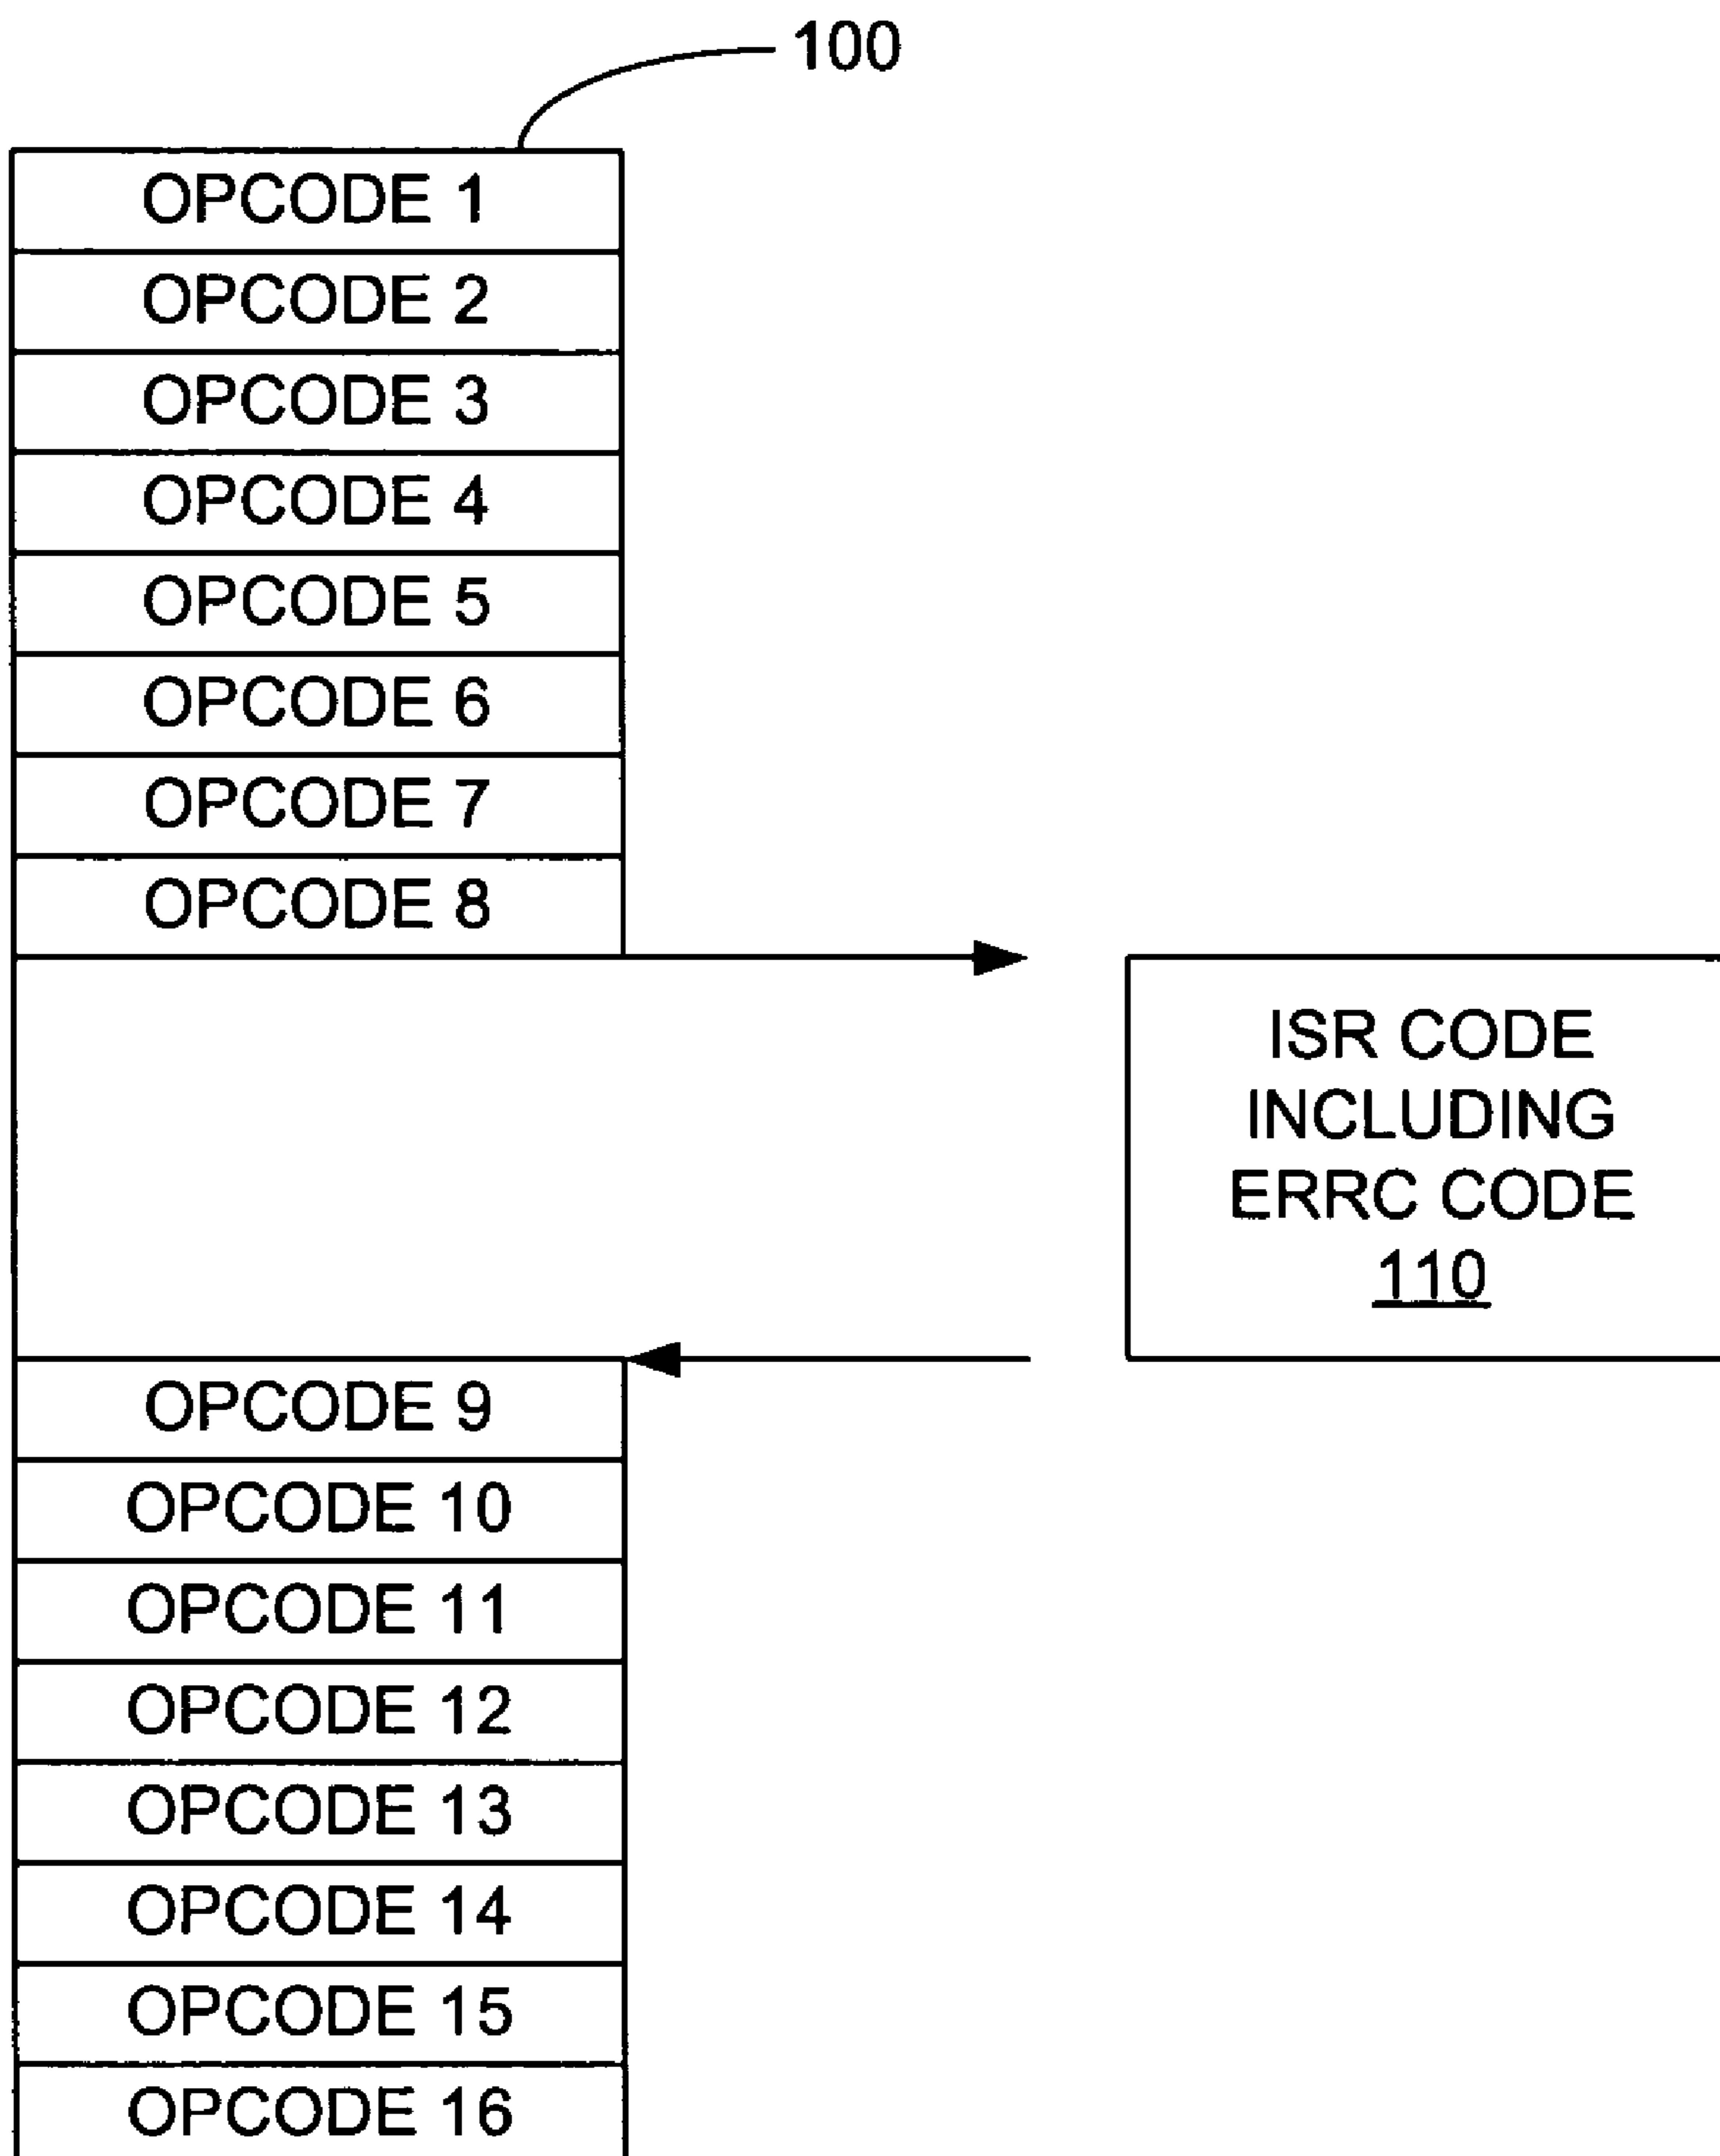 100
OPCODE 1
OPCODE 2
OPCODE 3
OPCODE 4
OPCODE 5
OPCODE 6
OPCODE 7
OPCODE 8
ISR CODE
INCLUDING
ERRC CODE
110
OPCODE 9
OPCODE 10
OPCODE 11
OPCODE 12
OPCODE 13
OPCODE 14
OPCODE 15
OPCODE 16